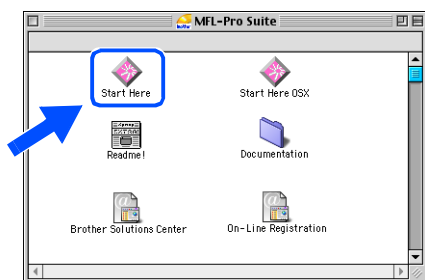 MFL-Pro Suite
Start Here
Start Here OSX
Readme!
Documentation
Brother Solutions Center
On-Line Registration